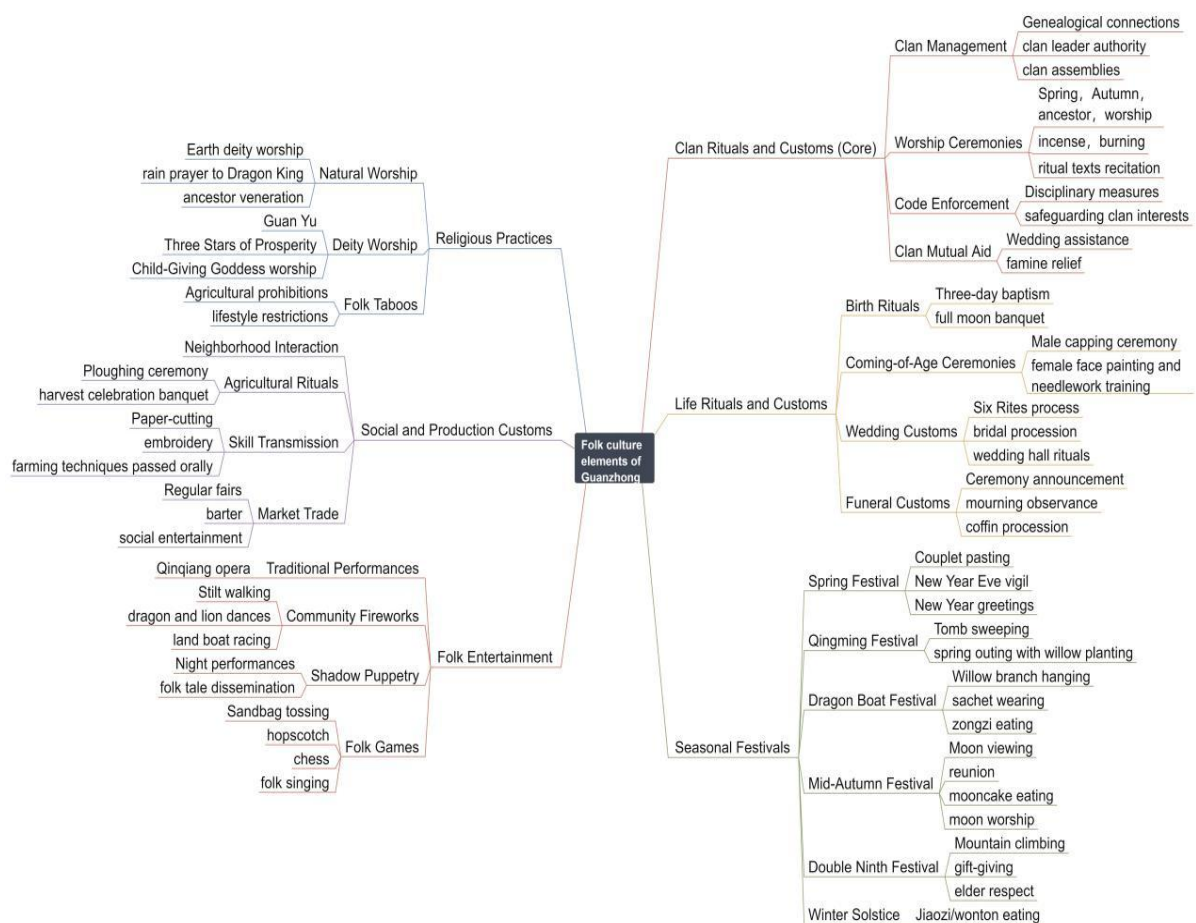 Folk culture
elements of
Guanzhong
Clan Rituals and Customs (Core)
Clan Management
Genealogical connections
clan leader authority
clan assemblies
Worship Ceremonies
Spring, Autumn,
ancestor, worship
incense, burning
ritual texts recitation
Code Enforcement
Disciplinary measures
safeguarding clan interests
Clan Mutual Aid
Wedding assistance
famine relief
Life Rituals and Customs
Birth Rituals
Three-day baptism
full moon banquet
Coming-of-Age Ceremonies
Male capping ceremony
female face painting and
needlework training
Wedding Customs
Six Rites process
bridal procession
wedding hall rituals
Funeral Customs
Ceremony announcement
mourning observance
coffin procession
Seasonal Festivals
Spring Festival
Couplet pasting
New Year Eve vigil
New Year greetings
Qingming Festival
Tomb sweeping
spring outing with willow planting
Dragon Boat Festival
Willow branch hanging
sachet wearing
zongzi eating
Mid-Autumn Festival
Moon viewing
reunion
mooncake eating
moon worship
Double Ninth Festival
Mountain climbing
gift-giving
elder respect
Winter Solstice
Jiaozi/wonton eating
Religious Practices
Natural Worship
Earth deity worship
rain prayer to Dragon King
ancestor veneration
Deity Worship
Guan Yu
Three Stars of Prosperity
Child-Giving Goddess worship
Folk Taboos
Agricultural prohibitions
lifestyle restrictions
Social and Production Customs
Neighborhood Interaction
Agricultural Rituals
Ploughing ceremony
harvest celebration banquet
Skill Transmission
Paper-cutting
embroidery
farming techniques passed orally
Market Trade
Regular fairs
barter
social entertainment
Folk Entertainment
Traditional Performances
Qinqiang opera
Community Fireworks
Stilt walking
dragon and lion dances
land boat racing
Shadow Puppetry
Night performances
folk tale dissemination
Folk Games
Sandbag tossing
hopscotch
chess
folk singing